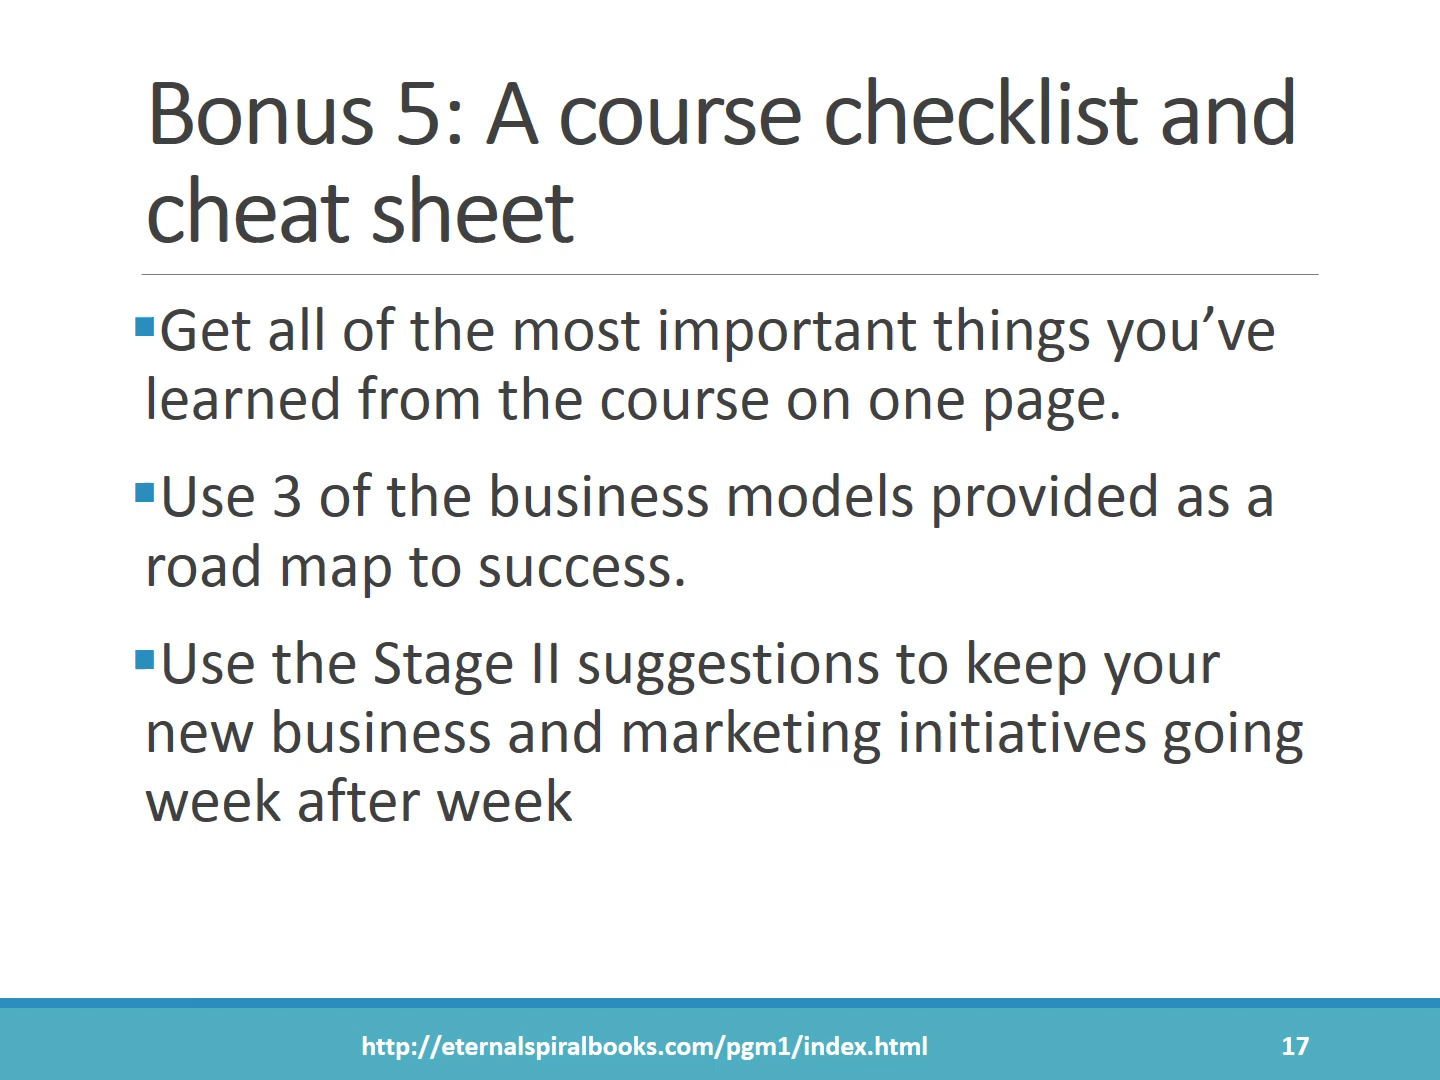 Bonus 5: A course checklist and
cheat sheet
▪Get all of the most important things you’ve
learned from the course on one page.
▪Use 3 of the business models provided as a
road map to success.
▪Use the Stage II suggestions to keep your
new business and marketing initiatives going
week after week
http://eternalspiralbooks.com/pgm1/index.html
17